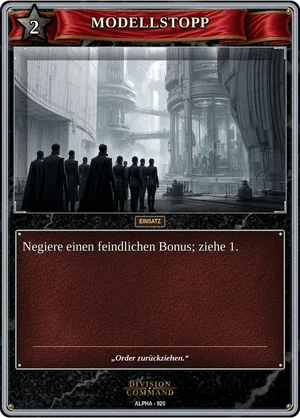 2
MODELLSTOPP
EINSATZ
Negiere einen feindlichen Bonus; ziehe 1.
„Order zurückziehen.“
DIVISION
COMMAND
ALPHA - 920